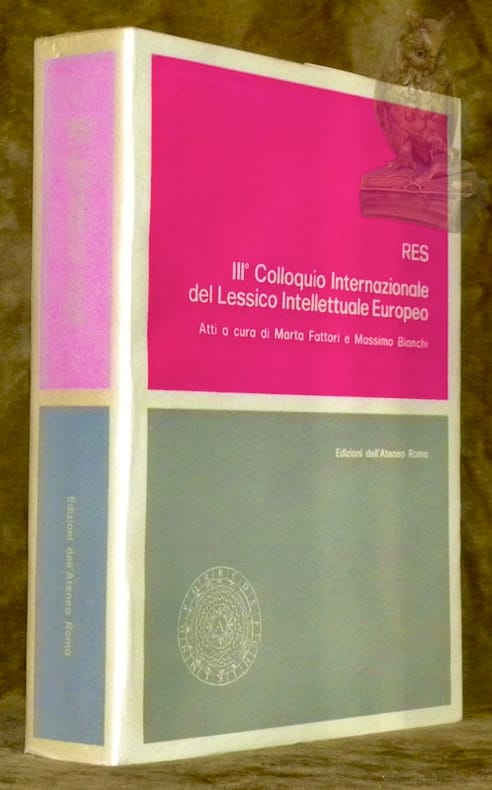 RES
III° Colloquio Internazionale
del Lessico Intellettuale Europeo
Atti a cura di Marta Fattori e Massimo Bianchi
Edizioni dell'Ateneo Roma
Edizioni dell'Ateneo Roma